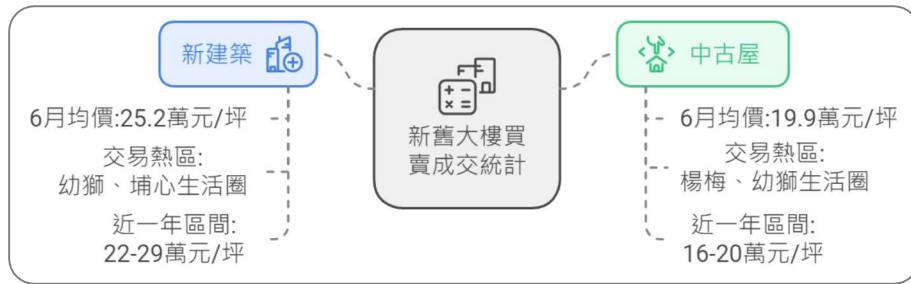 新建築
6月均價:25.2萬元/坪
交易熱區:
幼獅、埔心生活圈
近一年區間:
22-29萬元/坪
新舊大樓買
賣成交統計
中古屋
6月均價:19.9萬元/坪
交易熱區:
楊梅、幼獅生活圈
近一年區間:
16-20萬元/坪